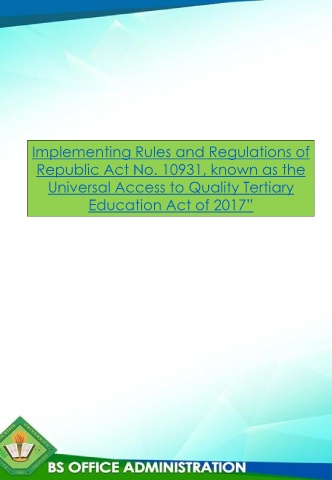 Implementing Rules and Regulations of
Republic Act No. 10931, known as the
Universal Access to Quality Tertiary
Education Act of 2017”
BS OFFICE ADMINISTRATION